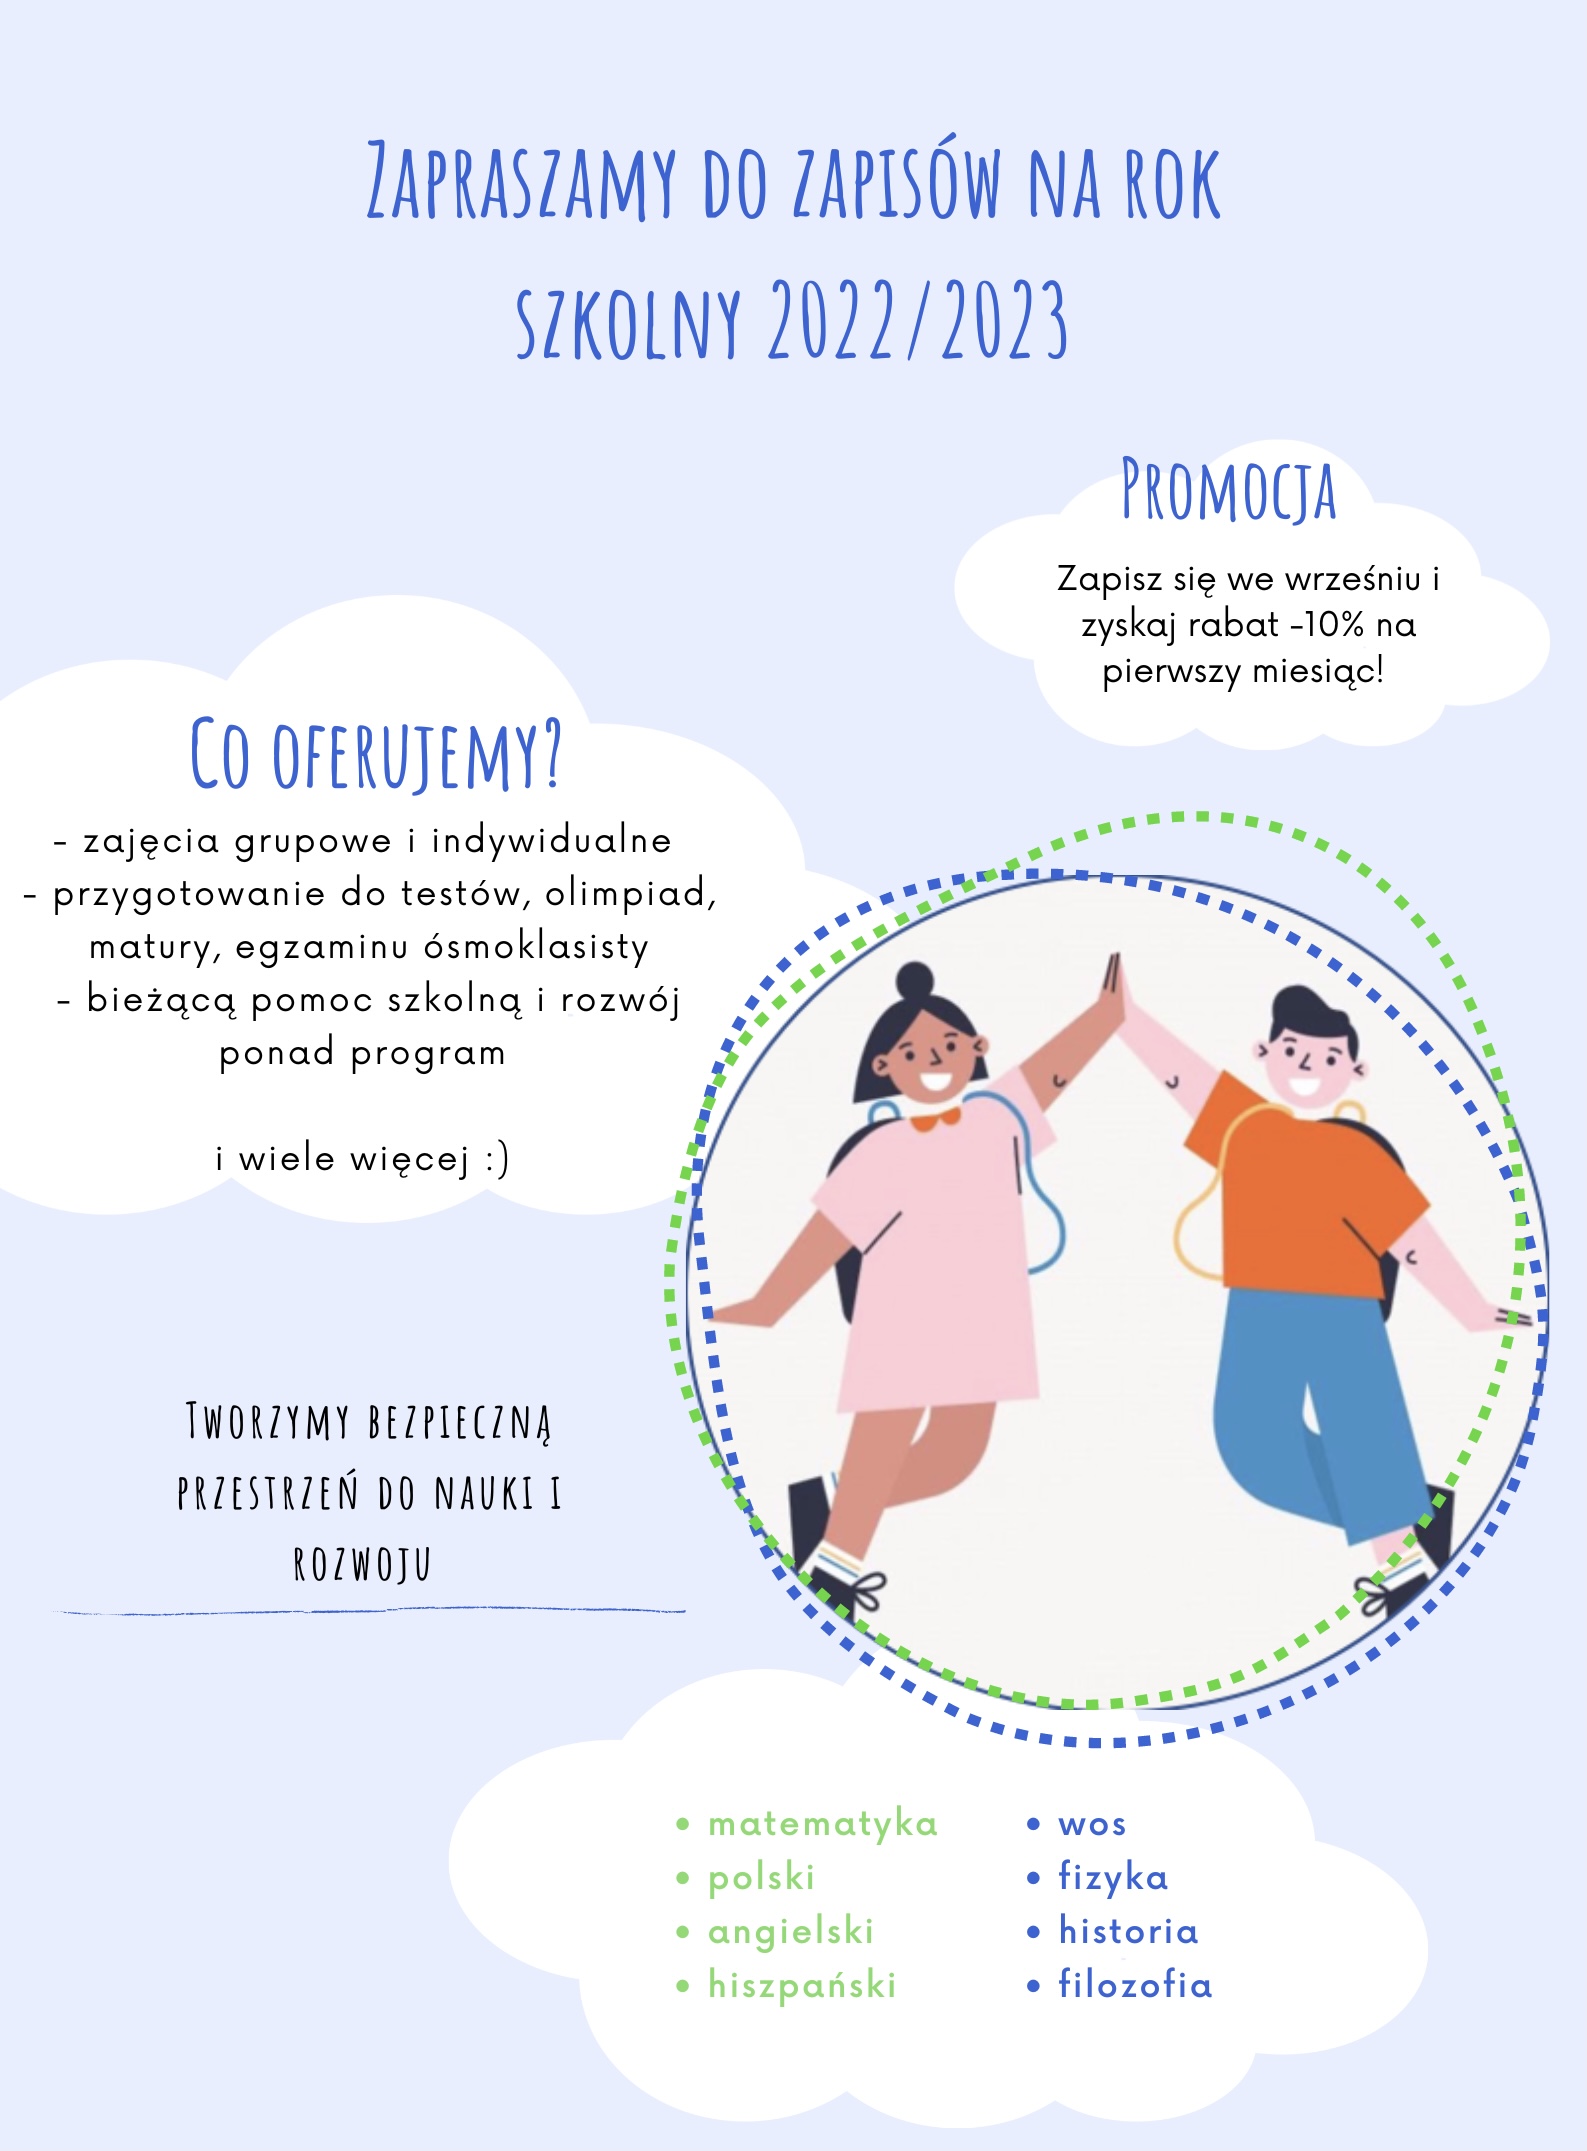 Zapraszamy do zapisów na rok
szkolny 2022/2023
Promocja
Zapisz się we wrześniu i
zyskaj rabat -10% na
pierwszy miesiąc!
Co oferujemy?
- zajęcia grupowe i indywidualne
- przygotowanie do testów, olimpiad,
matury, egzaminu ósmoklasisty
- bieżącą pomoc szkolną i rozwój
ponad program
i wiele więcej :)
Tworzymy bezpieczną
przestrzeń do nauki i
rozwoju
• matematyka
• polski
• angielski
• hiszpański
• wos
• fizyka
• historia
• filozofia